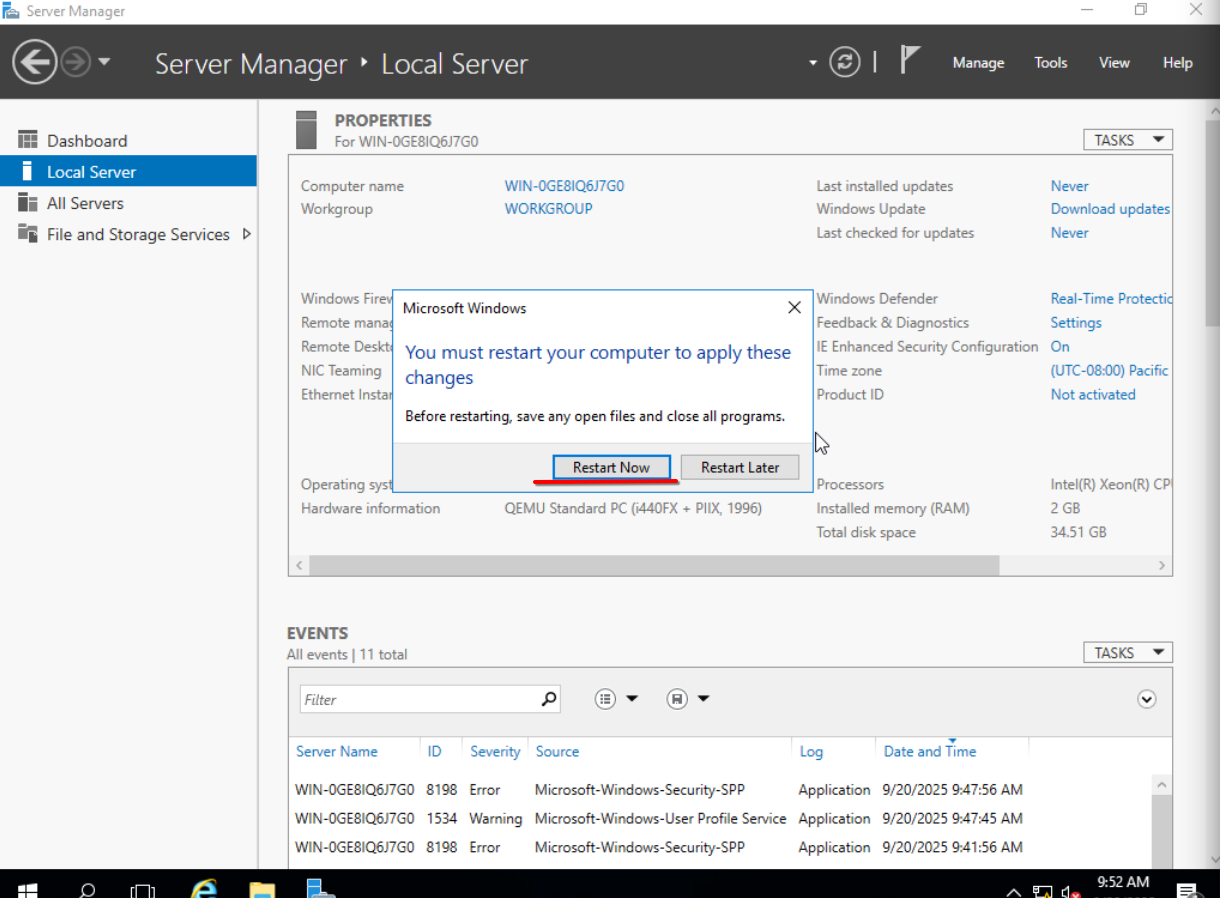 Server Manager
Server Manager Local Server
Manage Tools View Help
Dashboard
Local Server
All Servers
File and Storage Services
PROPERTIES
For WIN-0GE8IQ6J7G0
TASKS
Computer name WIN-0GE8IQ6J7G0 Last installed updates Never
Workgroup WORKGROUP Windows Update Download updates
Last checked for updates Never
Windows Firew Windows Defender Real-Time Protectic
Remote manag Feedback & Diagnostics Settings
Remote Deskt IE Enhanced Security Configuration On
NIC Teaming Time zone (UTC-08:00) Pacific
Ethernet Instan Product ID Not activated
Microsoft Windows
You must restart your computer to apply these
changes
Before restarting, save any open files and close all programs.
Restart Now Restart Later
Operating syst Processors Intel(R) Xeon(R) CP
Hardware information QEMU Standard PC (i440FX + PIIX, 1996) Installed memory (RAM) 2 GB
Total disk space 34.51 GB
EVENTS
All events | 11 total
TASKS
Filter
Server Name ID Severity Source Log Date and Time
WIN-0GE8IQ6J7G0 8198 Error Microsoft-Windows-Security-SPP Application 9/20/2025 9:47:56 AM
WIN-0GE8IQ6J7G0 1534 Warning Microsoft-Windows-User Profile Service Application 9/20/2025 9:47:45 AM
WIN-0GE8IQ6J7G0 8198 Error Microsoft-Windows-Security-SPP Application 9/20/2025 9:41:56 AM
9:52 AM